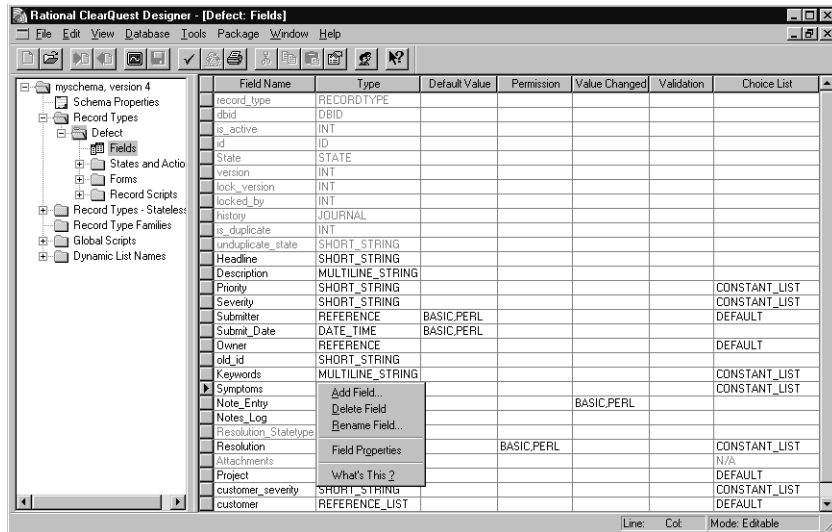 Rational ClearQuest Designer - [Defect: Fields]
File Edit View Database Tools Package Window Help
myschema, version 4
Schema Properties
Record Types
Defect
Fields
States and Actio
Forms
Record Scripts
Record Types - Stateless
Record Type Families
Global Scripts
Dynamic List Names
Field Name Type Default Value Permission Value Changed Validation Choice List
record_type RECORDTYPE
dbid DBID
is_active INT
id ID
State STATE
version INT
lock_version INT
locked_by INT
history JOURNAL
is_duplicate INT
unduplicate_state SHORT_STRING
Headline SHORT_STRING
Description MULTILINE_STRING
Priority SHORT_STRING CONSTANT_LIST
Severity SHORT_STRING CONSTANT_LIST
Submitter REFERENCE BASIC,PERL DEFAULT
Submit_Date DATE_TIME BASIC,PERL
Owner REFERENCE DEFAULT
old_id SHORT_STRING
Keywords MULTILINE_STRING CONSTANT_LIST
Symptoms CONSTANT_LIST
Note_Entry BASIC,PERL
Notes_Log
Resolution_Statetype
Resolution BASIC,PERL CONSTANT_LIST
Attachments N/A
Project DEFAULT
customer_severity SHORT_STRING CONSTANT_LIST
customer REFERENCE_LIST DEFAULT
Add Field...
Delete Field
Rename Field...
Field Properties
What's This ?
Line: Col: Mode: Editable